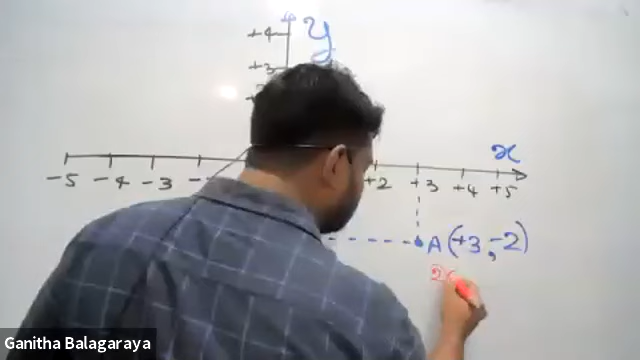 +4 y
+3
x
-5 -4 -3 +2 +3 +4 +5
A (+3, -2)
Ganitha Balagaraya